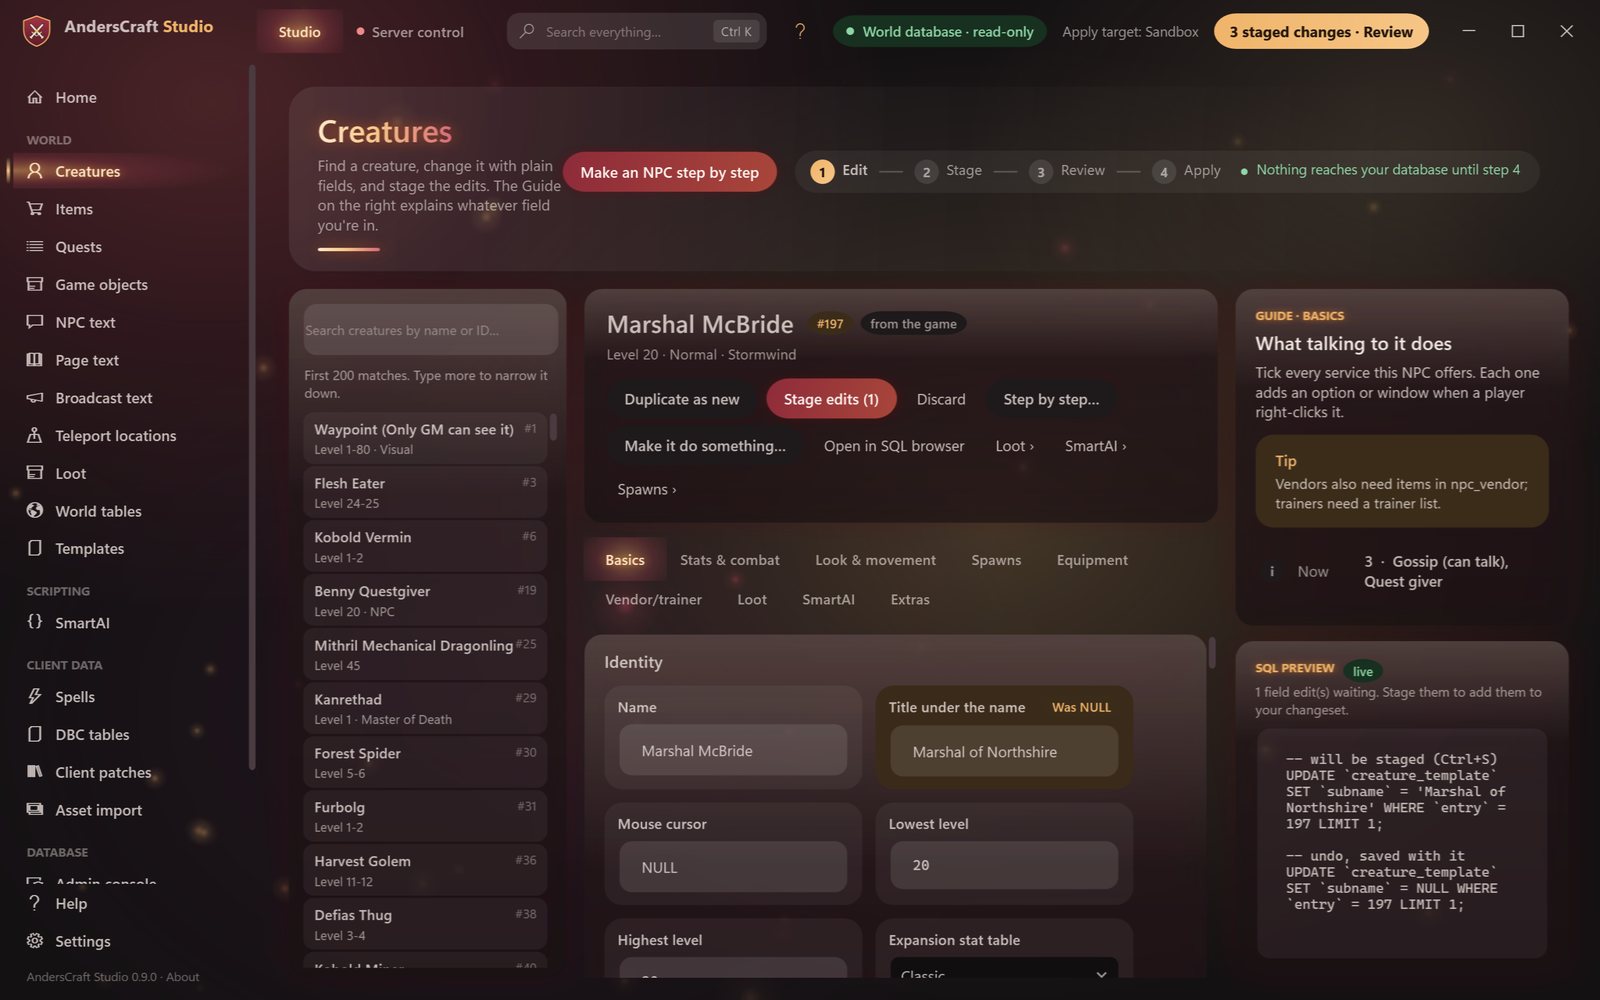 AndersCraft Studio
Studio
Server control
Search everything...
Ctrl K
?
World database · read-only
Apply target: Sandbox
3 staged changes · Review
Home
WORLD
Creatures
Items
Quests
Game objects
NPC text
Page text
Broadcast text
Teleport locations
Loot
World tables
Templates
SCRIPTING
SmartAI
CLIENT DATA
Spells
DBC tables
Client patches
Asset import
DATABASE
Admin console
Help
Settings
AndersCraft Studio 0.9.0 · About
Creatures
Find a creature, change it with plain
fields, and stage the edits. The Guide
on the right explains whatever field
you're in.
Make an NPC step by step
1 Edit
2 Stage
3 Review
4 Apply
Nothing reaches your database until step 4
Search creatures by name or ID...
First 200 matches. Type more to narrow it
down.
Waypoint (Only GM can see it) #1
Level 1-80 · Visual
Flesh Eater #3
Level 24-25
Kobold Vermin #6
Level 1-2
Benny Questgiver #19
Level 20 · NPC
Mithril Mechanical Dragonling #25
Level 45
Kanrethad #29
Level 1 · Master of Death
Forest Spider #30
Level 5-6
Furbolg #31
Level 1-2
Harvest Golem #36
Level 11-12
Defias Thug #38
Level 3-4
Kobold Miner #40
Marshal McBride #197 from the game
Level 20 · Normal · Stormwind
Duplicate as new
Stage edits (1)
Discard
Step by step...
Make it do something...
Open in SQL browser
Loot ›
SmartAI ›
Spawns ›
Basics
Stats & combat
Look & movement
Spawns
Equipment
Vendor/trainer
Loot
SmartAI
Extras
Identity
Name
Marshal McBride
Title under the name Was NULL
Marshal of Northshire
Mouse cursor
NULL
Lowest level
20
Highest level
Expansion stat table
Classic
GUIDE · BASICS
What talking to it does
Tick every service this NPC offers. Each one
adds an option or window when a player
right-clicks it.
Tip
Vendors also need items in npc_vendor;
trainers need a trainer list.
i Now
3 · Gossip (can talk),
Quest giver
SQL PREVIEW live
1 field edit(s) waiting. Stage them to add them to
your changeset.
-- will be staged (Ctrl+S)
UPDATE `creature_template`
SET `subname` = 'Marshal of
Northshire' WHERE `entry` =
197 LIMIT 1;
-- undo, saved with it
UPDATE `creature_template`
SET `subname` = NULL WHERE
`entry` = 197 LIMIT 1;